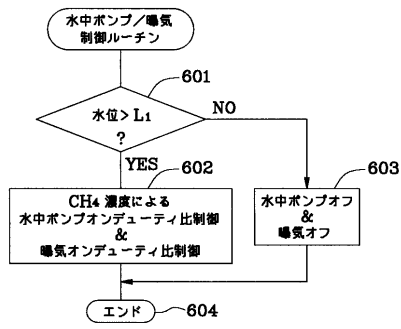 水中ポンプ／曝気
制御ルーチン
601
水位>L1
?
NO
YES
602
603
CH4 濃度による
水中ポンプオンデューティ比制御
&
曝気オンデューティ比制御
水中ポンプオフ
&
曝気オフ
エンド
604